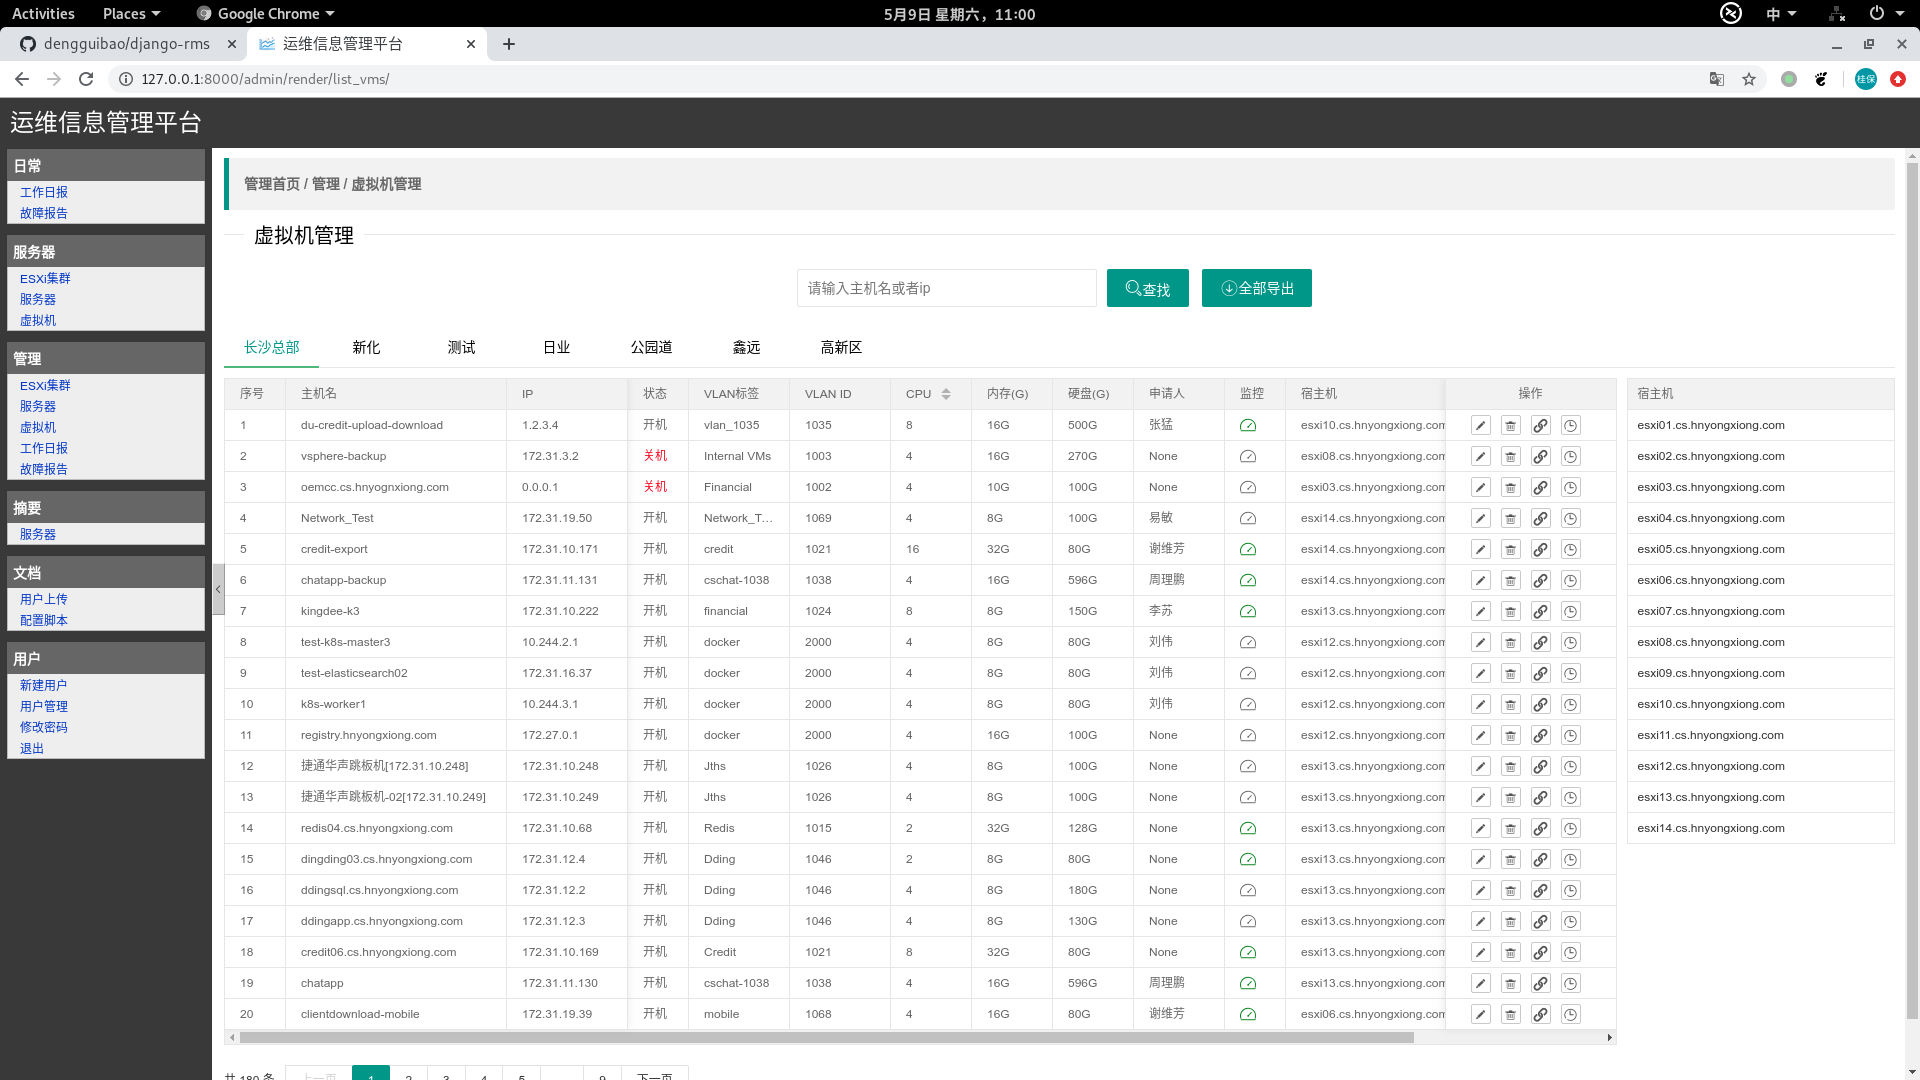 Activities Places Google Chrome 5月9日 星期六，11:00 中
dengguibao/django-rms 运维信息管理平台
127.0.0.1:8000/admin/render/list_vms/ 桂保
运维信息管理平台
日常
工作日报
故障报告
服务器
ESXi集群
服务器
虚拟机
管理
ESXi集群
服务器
虚拟机
工作日报
故障报告
摘要
服务器
文档
用户上传
配置脚本
用户
新建用户
用户管理
修改密码
退出
管理首页 / 管理 / 虚拟机管理
虚拟机管理
请输入主机名或者ip 查找 全部导出
长沙总部 新化 测试 日业 公园道 鑫远 高新区
序号 主机名 IP 状态 VLAN标签 VLAN ID CPU 内存(G) 硬盘(G) 申请人 监控 宿主机 操作
1 du-credit-upload-download 1.2.3.4 开机 vlan_1035 1035 8 16G 500G 张猛 esxi10.cs.hnyongxiong.com
2 vsphere-backup 172.31.3.2 关机 Internal VMs 1003 4 16G 270G None esxi08.cs.hnyongxiong.com
3 oemcc.cs.hnyognxiong.com 0.0.0.1 关机 Financial 1002 4 10G 100G None esxi03.cs.hnyongxiong.com
4 Network_Test 172.31.19.50 开机 Network_T... 1069 4 8G 100G 易敏 esxi14.cs.hnyongxiong.com
5 credit-export 172.31.10.171 开机 credit 1021 16 32G 80G 谢维芳 esxi14.cs.hnyongxiong.com
6 chatapp-backup 172.31.11.131 开机 cschat-1038 1038 4 16G 596G 周理鹏 esxi14.cs.hnyongxiong.com
7 kingdee-k3 172.31.10.222 开机 financial 1024 8 8G 150G 李苏 esxi13.cs.hnyongxiong.com
8 test-k8s-master3 10.244.2.1 开机 docker 2000 4 8G 80G 刘伟 esxi12.cs.hnyongxiong.com
9 test-elasticsearch02 172.31.16.37 开机 docker 2000 4 8G 80G 刘伟 esxi12.cs.hnyongxiong.com
10 k8s-worker1 10.244.3.1 开机 docker 2000 4 8G 80G 刘伟 esxi12.cs.hnyongxiong.com
11 registry.hnyongxiong.com 172.27.0.1 开机 docker 2000 4 16G 100G None esxi12.cs.hnyongxiong.com
12 捷通华声跳板机[172.31.10.248] 172.31.10.248 开机 Jths 1026 4 8G 100G None esxi13.cs.hnyongxiong.com
13 捷通华声跳板机-02[172.31.10.249] 172.31.10.249 开机 Jths 1026 4 8G 100G None esxi13.cs.hnyongxiong.com
14 redis04.cs.hnyongxiong.com 172.31.10.68 开机 Redis 1015 2 32G 128G None esxi13.cs.hnyongxiong.com
15 dingding03.cs.hnyongxiong.com 172.31.12.4 开机 Dding 1046 2 8G 80G None esxi13.cs.hnyongxiong.com
16 ddingsql.cs.hnyongxiong.com 172.31.12.2 开机 Dding 1046 4 8G 180G None esxi13.cs.hnyongxiong.com
17 ddingapp.cs.hnyongxiong.com 172.31.12.3 开机 Dding 1046 4 8G 130G None esxi13.cs.hnyongxiong.com
18 credit06.cs.hnyongxiong.com 172.31.10.169 开机 Credit 1021 8 32G 80G None esxi13.cs.hnyongxiong.com
19 chatapp 172.31.11.130 开机 cschat-1038 1038 4 16G 596G 周理鹏 esxi13.cs.hnyongxiong.com
20 clientdownload-mobile 172.31.19.39 开机 mobile 1068 4 16G 80G 谢维芳 esxi06.cs.hnyongxiong.com
宿主机
esxi01.cs.hnyongxiong.com
esxi02.cs.hnyongxiong.com
esxi03.cs.hnyongxiong.com
esxi04.cs.hnyongxiong.com
esxi05.cs.hnyongxiong.com
esxi06.cs.hnyongxiong.com
esxi07.cs.hnyongxiong.com
esxi08.cs.hnyongxiong.com
esxi09.cs.hnyongxiong.com
esxi10.cs.hnyongxiong.com
esxi11.cs.hnyongxiong.com
esxi12.cs.hnyongxiong.com
esxi13.cs.hnyongxiong.com
esxi14.cs.hnyongxiong.com
共 180 条 上一页 1 2 3 4 5 … 9 下一页